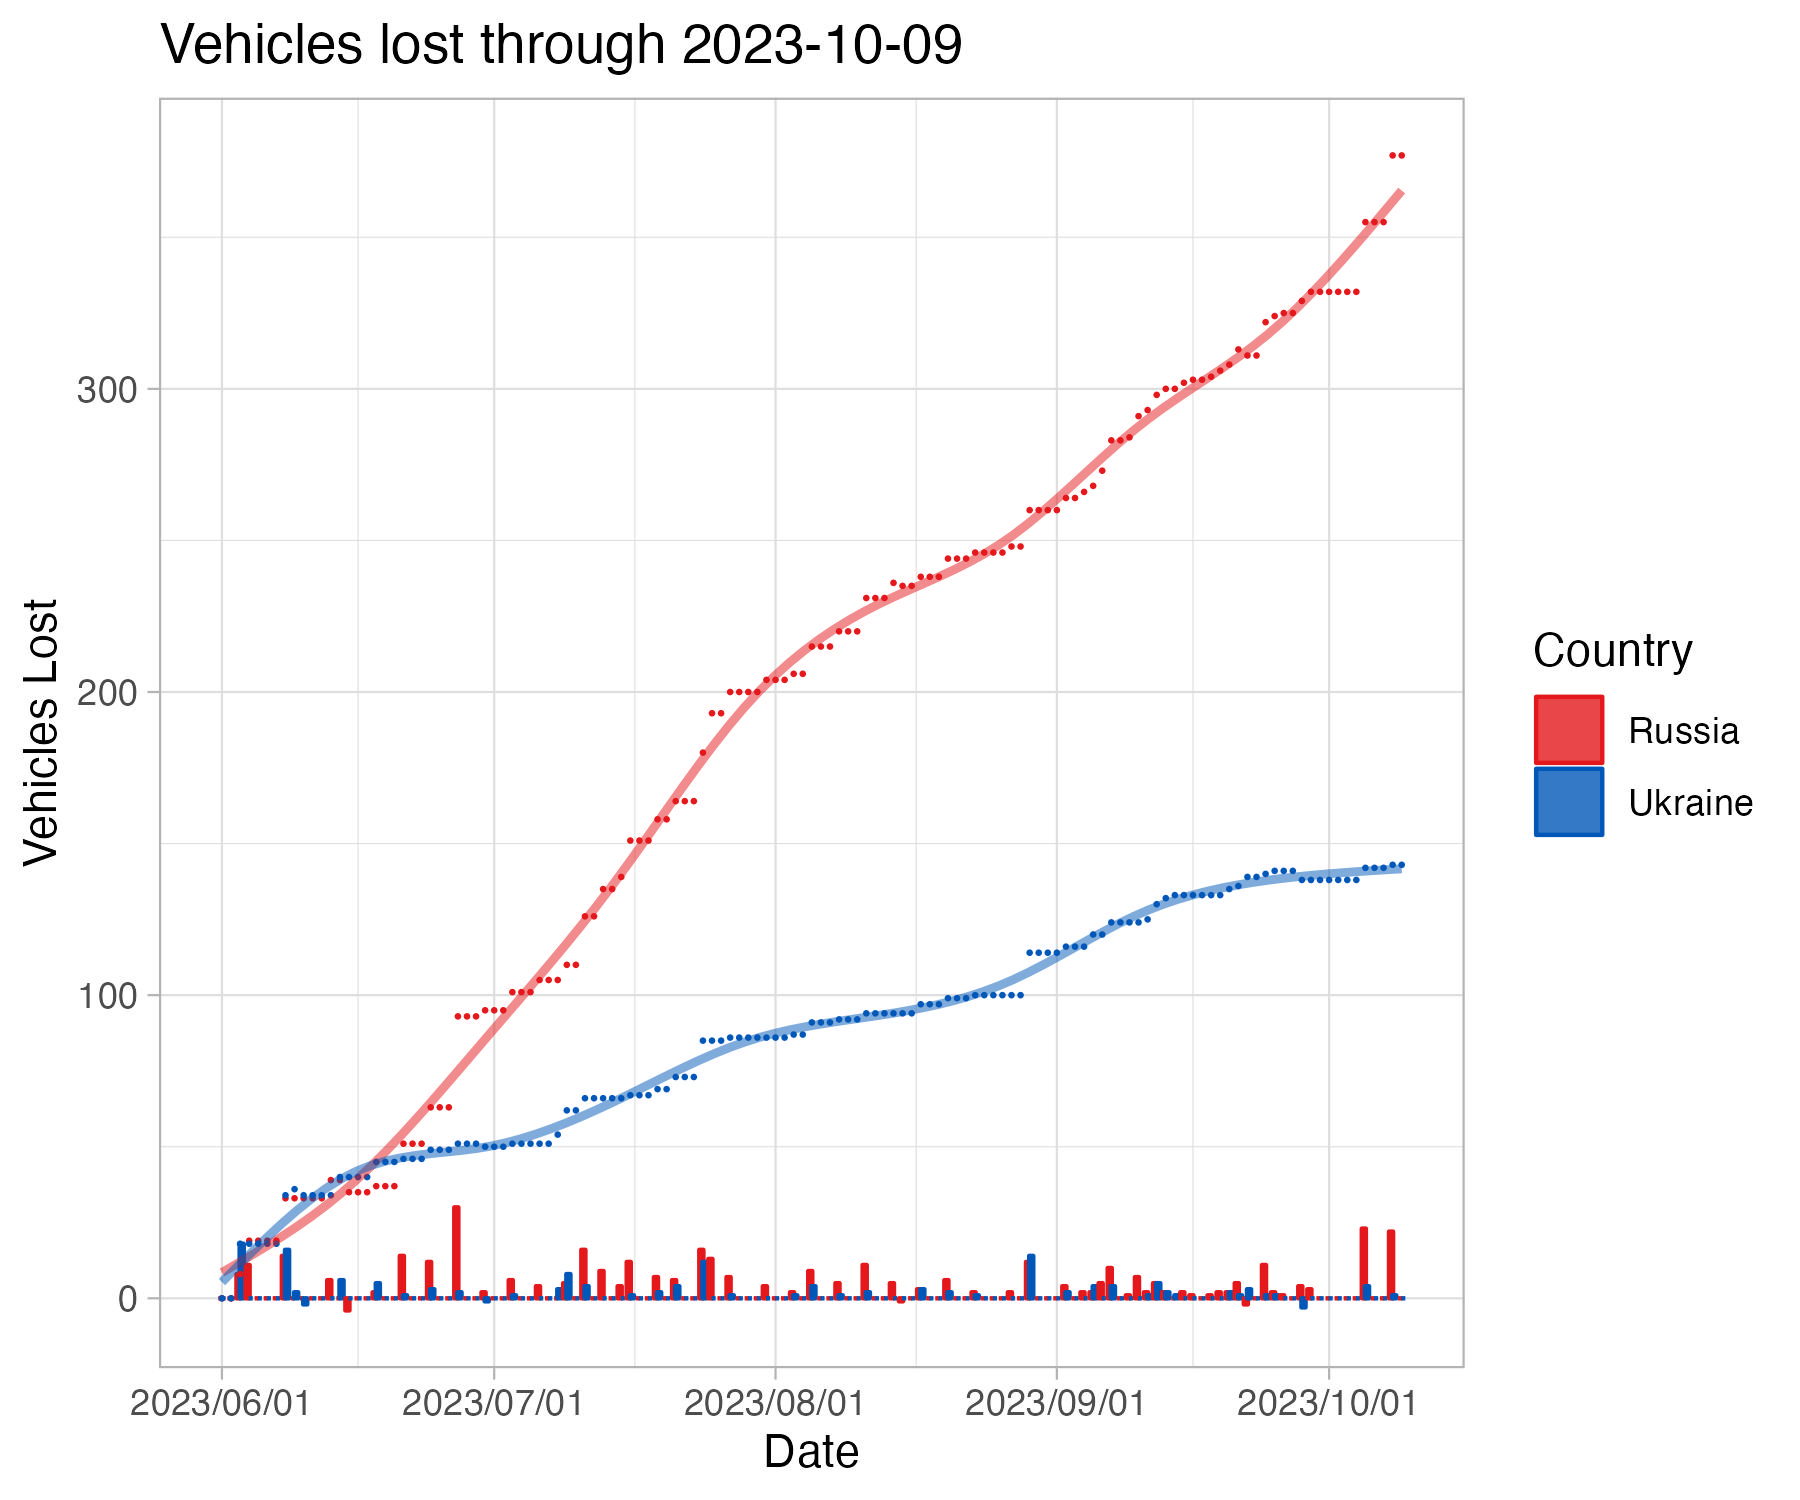 Vehicles lost through 2023-10-09
Vehicles Lost
300
200
100
0
2023/06/01 2023/07/01 2023/08/01 2023/09/01 2023/10/01
Date
Country
Russia
Ukraine